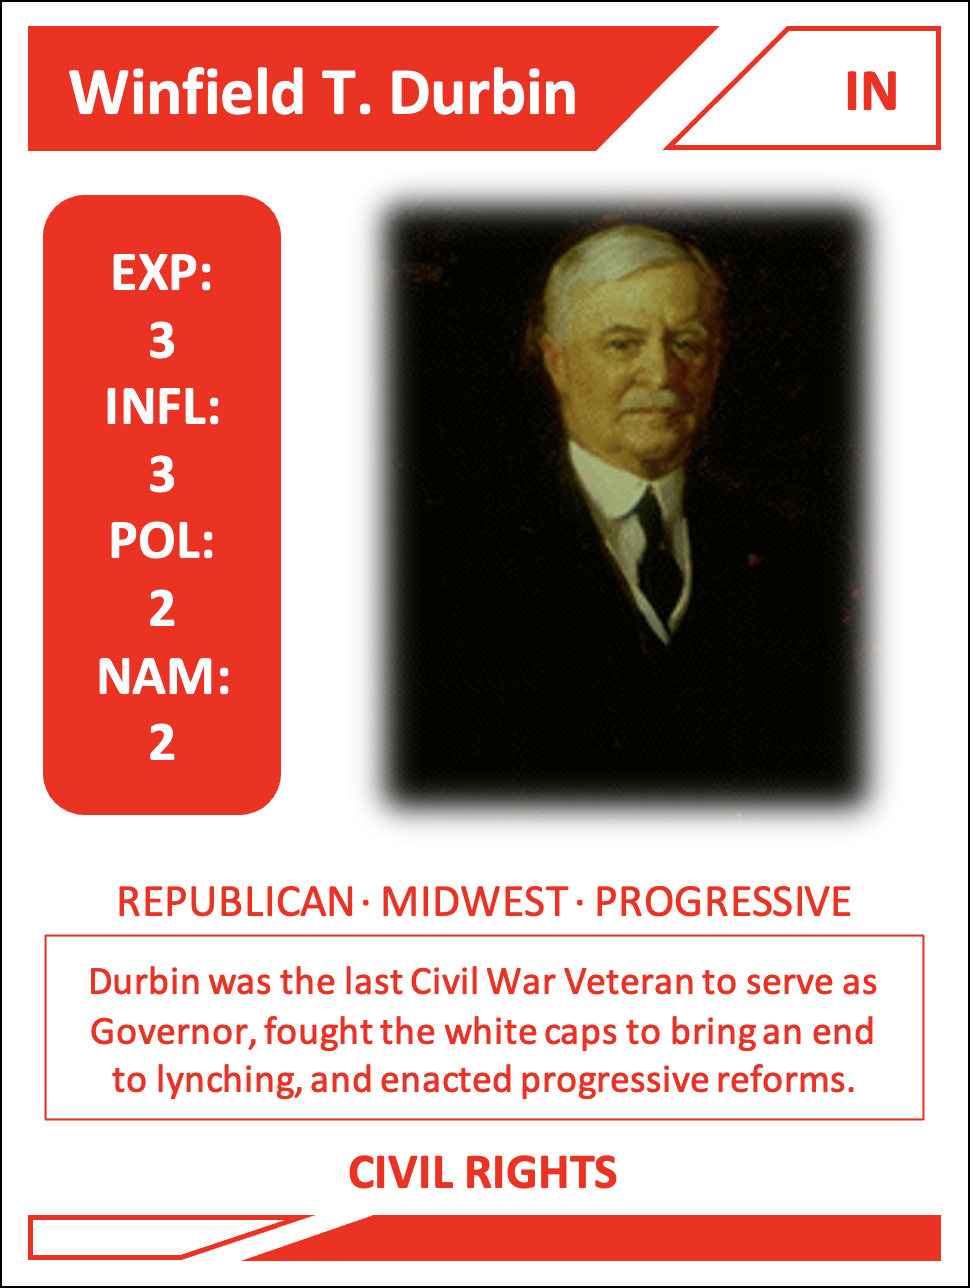 Winfield T. Durbin
IN
EXP:
3
INFL:
3
POL:
2
NAM:
2
REPUBLICAN · MIDWEST · PROGRESSIVE
Durbin was the last Civil War Veteran to serve as
Governor, fought the white caps to bring an end
to lynching, and enacted progressive reforms.
CIVIL RIGHTS